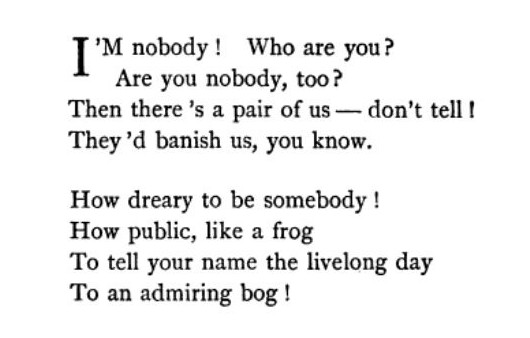 I'M nobody! Who are you?
Are you nobody, too?
Then there 's a pair of us — don't tell!
They 'd banish us, you know.

How dreary to be somebody!
How public, like a frog
To tell your name the livelong day
To an admiring bog!